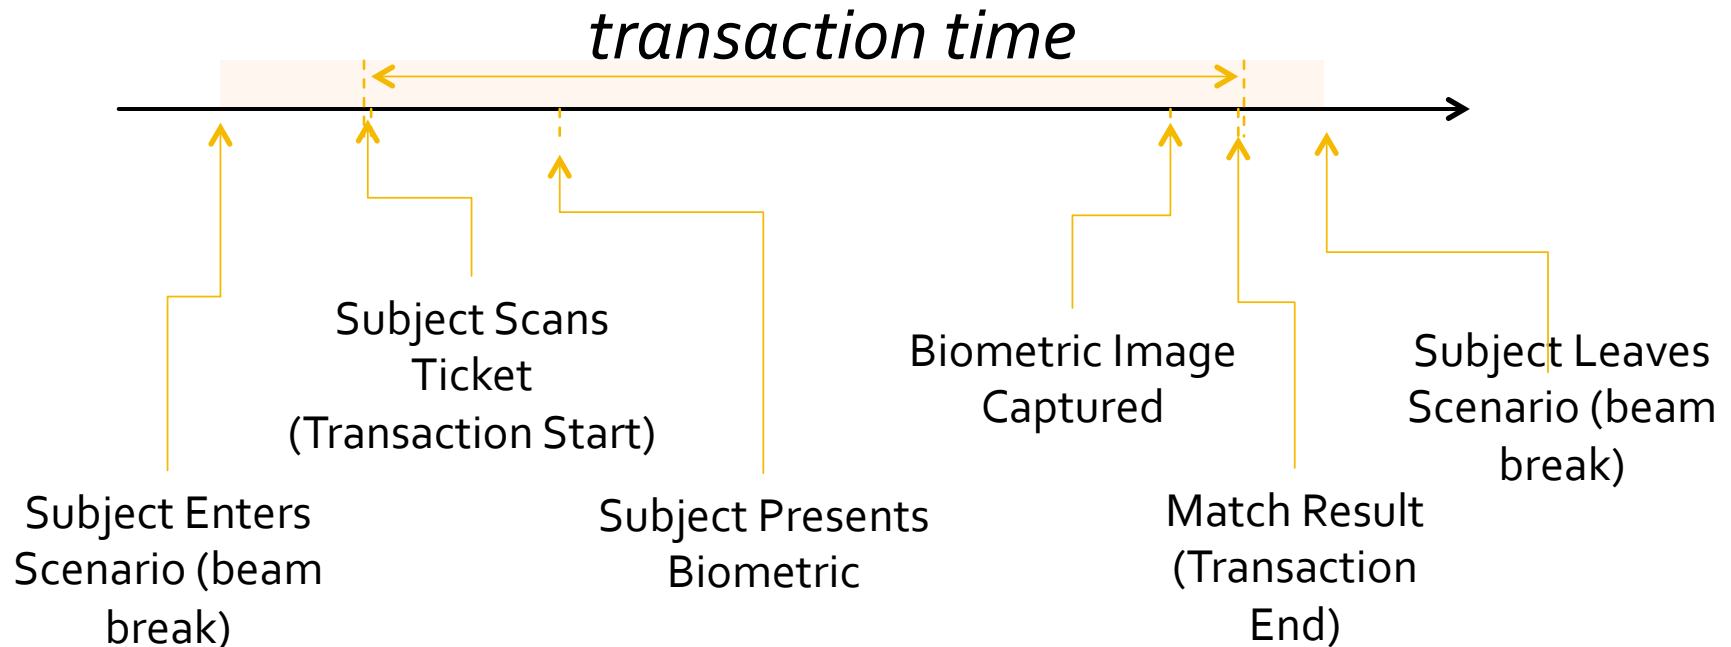 transaction time
Subject Scans
Ticket
(Transaction Start)
Biometric Image
Captured
Subject Leaves
Scenario (beam
break)
Subject Enters
Scenario (beam
break)
Subject Presents
Biometric
Match Result
(Transaction
End)